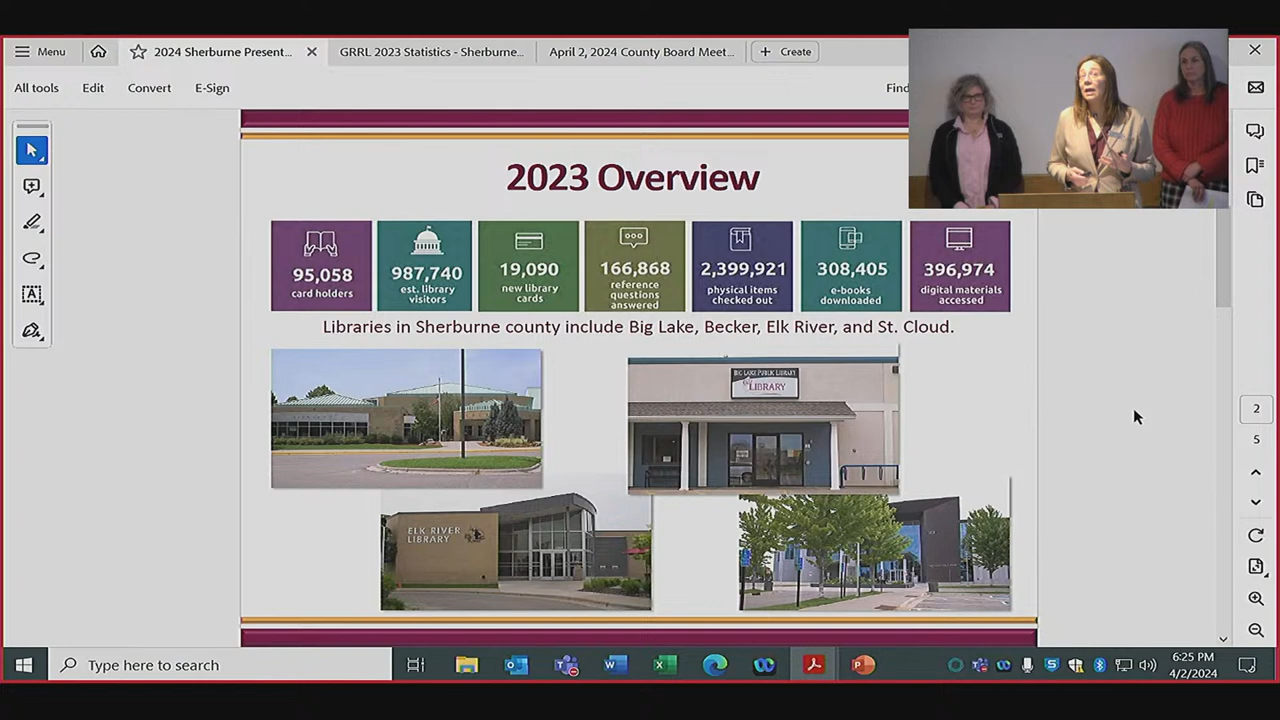 Menu
2024 Sherburne Present...
GRRL 2023 Statistics - Sherburne...
April 2, 2024 County Board Meet...
Create
All tools
Edit
Convert
E-Sign
Find
2023 Overview
95,058
card holders
987,740
est. library
visitors
19,090
new library
cards
166,868
reference
questions
answered
2,399,921
physical items
checked out
308,405
e-books
downloaded
396,974
digital materials
accessed
Libraries in Sherburne county include Big Lake, Becker, Elk River, and St. Cloud.
BIG LAKE PUBLIC LIBRARY
LIBRARY
ELK RIVER
LIBRARY
2
5
Type here to search
6:25 PM
4/2/2024